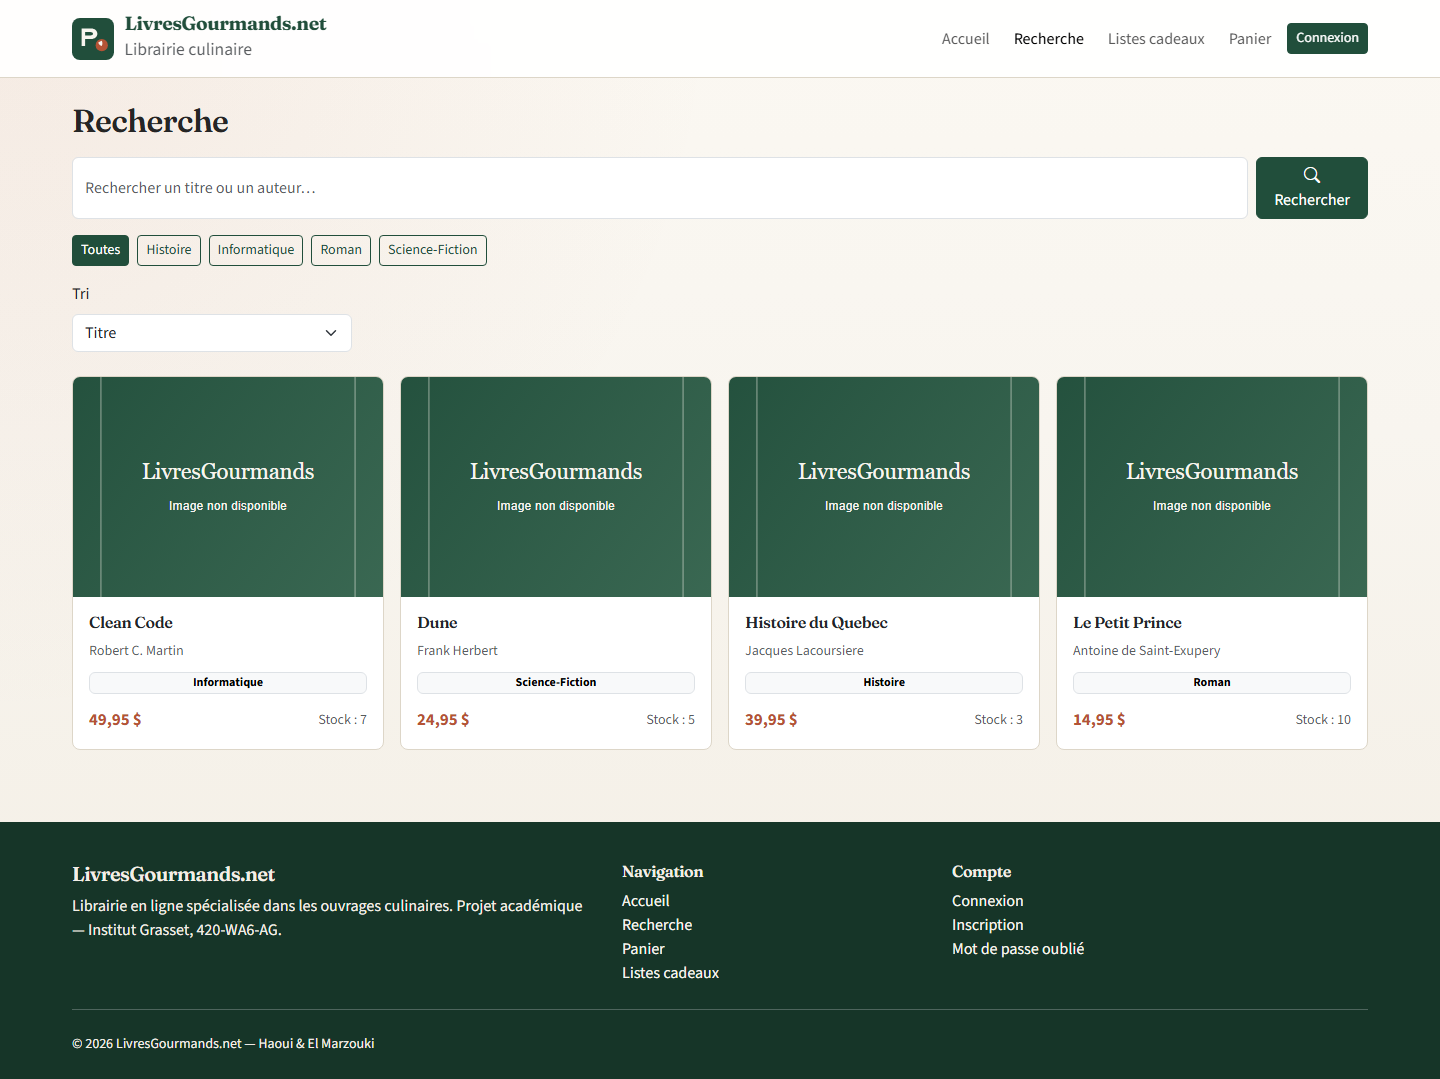 P
LivresGourmands.net
Librairie culinaire
Accueil
Recherche
Listes cadeaux
Panier
Connexion
Recherche
Rechercher un titre ou un auteur…
Rechercher
Toutes
Histoire
Informatique
Roman
Science-Fiction
Tri
Titre
LivresGourmands
Image non disponible
Clean Code
Robert C. Martin
Informatique
49,95 $
Stock : 7
LivresGourmands
Image non disponible
Dune
Frank Herbert
Science-Fiction
24,95 $
Stock : 5
LivresGourmands
Image non disponible
Histoire du Quebec
Jacques Lacoursiere
Histoire
39,95 $
Stock : 3
LivresGourmands
Image non disponible
Le Petit Prince
Antoine de Saint-Exupery
Roman
14,95 $
Stock : 10
LivresGourmands.net
Librairie en ligne spécialisée dans les ouvrages culinaires. Projet académique
— Institut Grasset, 420-WA6-AG.
Navigation
Accueil
Recherche
Panier
Listes cadeaux
Compte
Connexion
Inscription
Mot de passe oublié
© 2026 LivresGourmands.net — Haoui & El Marzouki